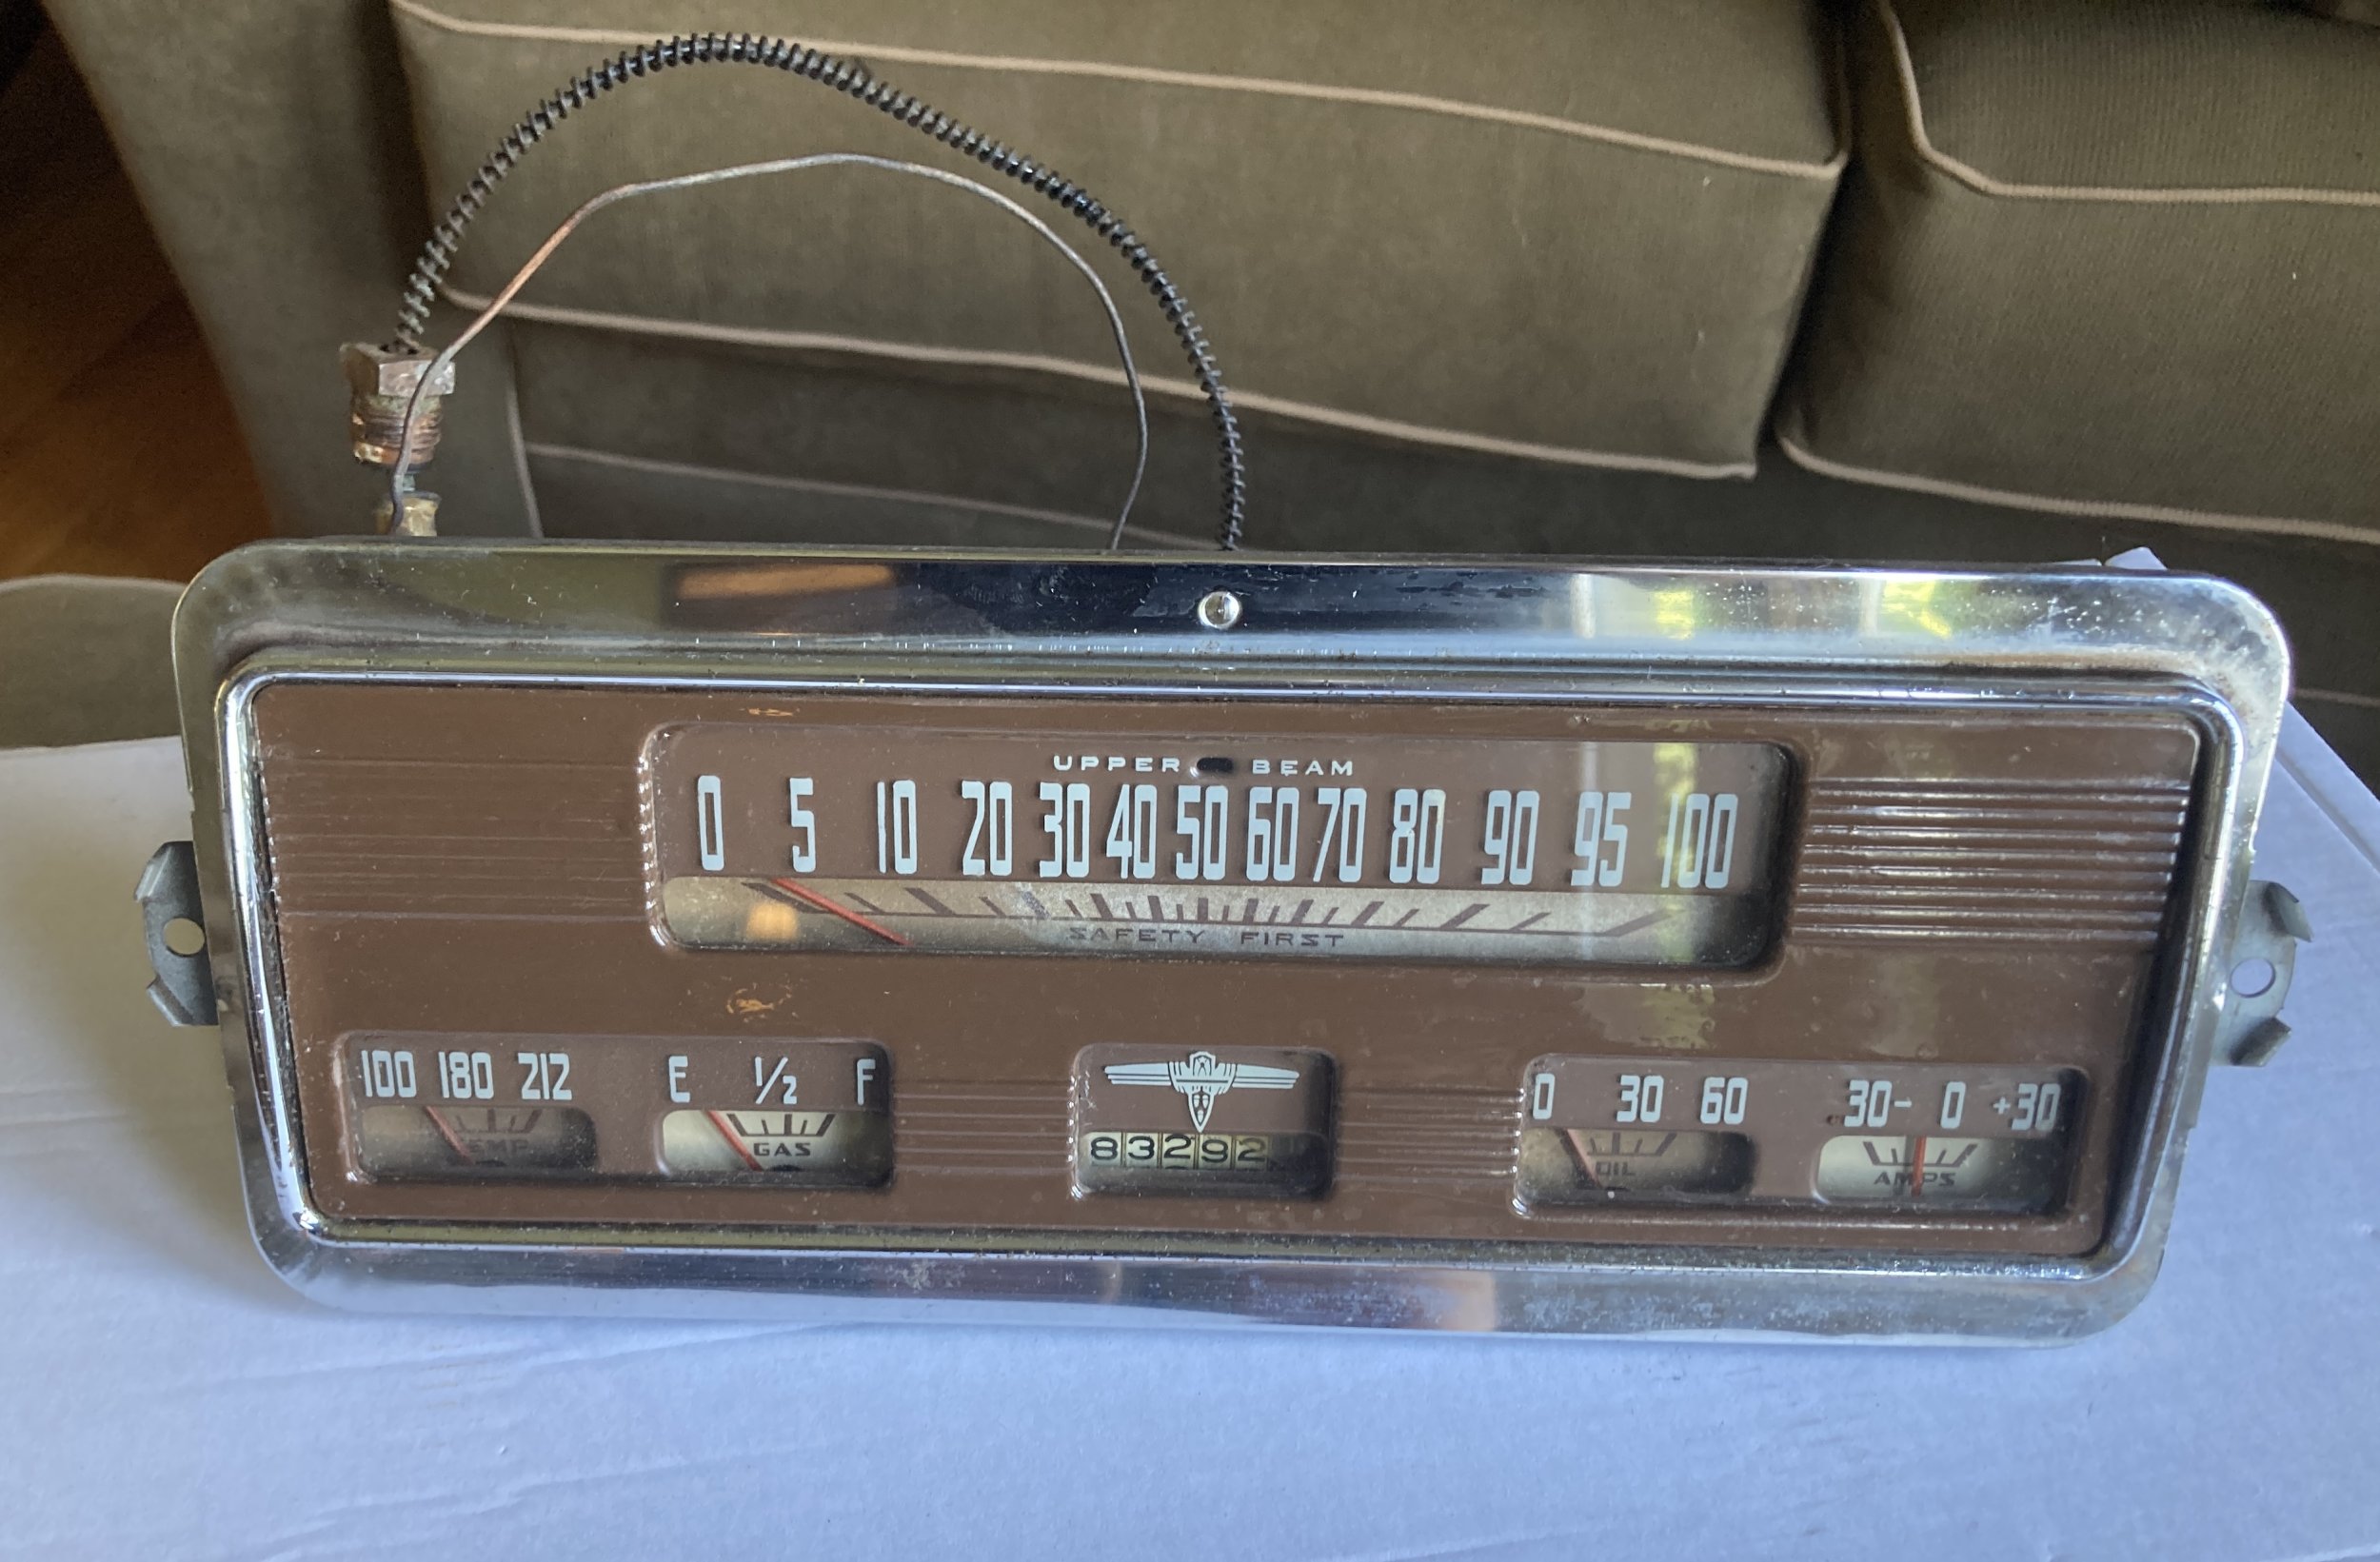 UPPER BEAM
0 5 10 20 30 40 50 60 70 80 90 95 100
SAFETY FIRST
100 180 212
TEMP
E 1/2 F
GAS
83292
0 30 60
OIL
30- 0 +30
AMPS